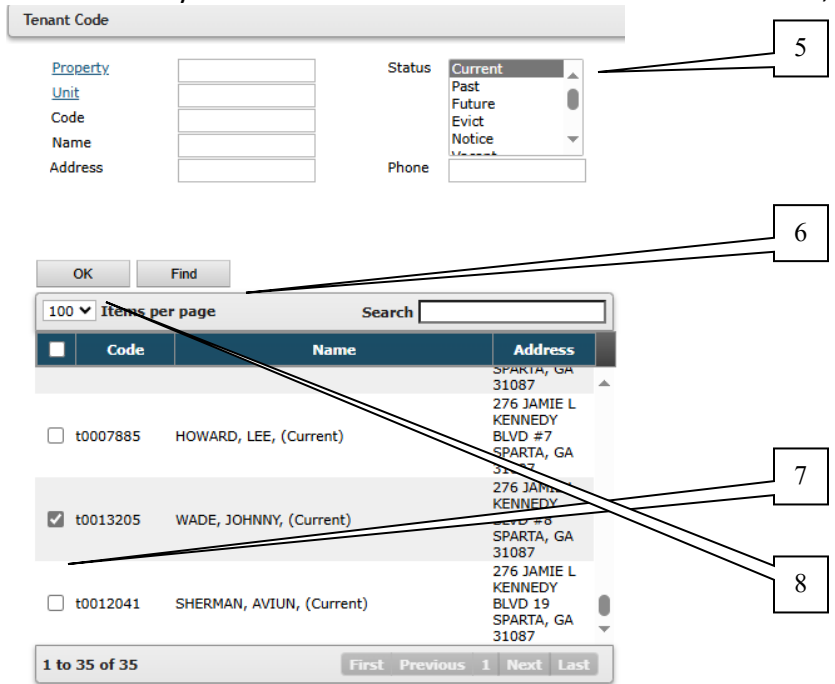 Tenant Code
5
Property
Status
Current
Unit
Past
Code
Future
Evict
Name
Notice
Address
Phone
6
OK Find
100 Items per page Search
Code Name Address
SPARTA, GA
31087
276 JAMIE L
KENNEDY
t0007885 HOWARD, LEE, (Current) BLVD #7
SPARTA, GA
7
276 JAMIE L
KENNEDY
t0013205 WADE, JOHNNY, (Current) BLVD #8
SPARTA, GA
31087
8
276 JAMIE L
KENNEDY
t0012041 SHERMAN, AVIUN, (Current) BLVD 19
SPARTA, GA
31087
1 to 35 of 35 First Previous 1 Next Last